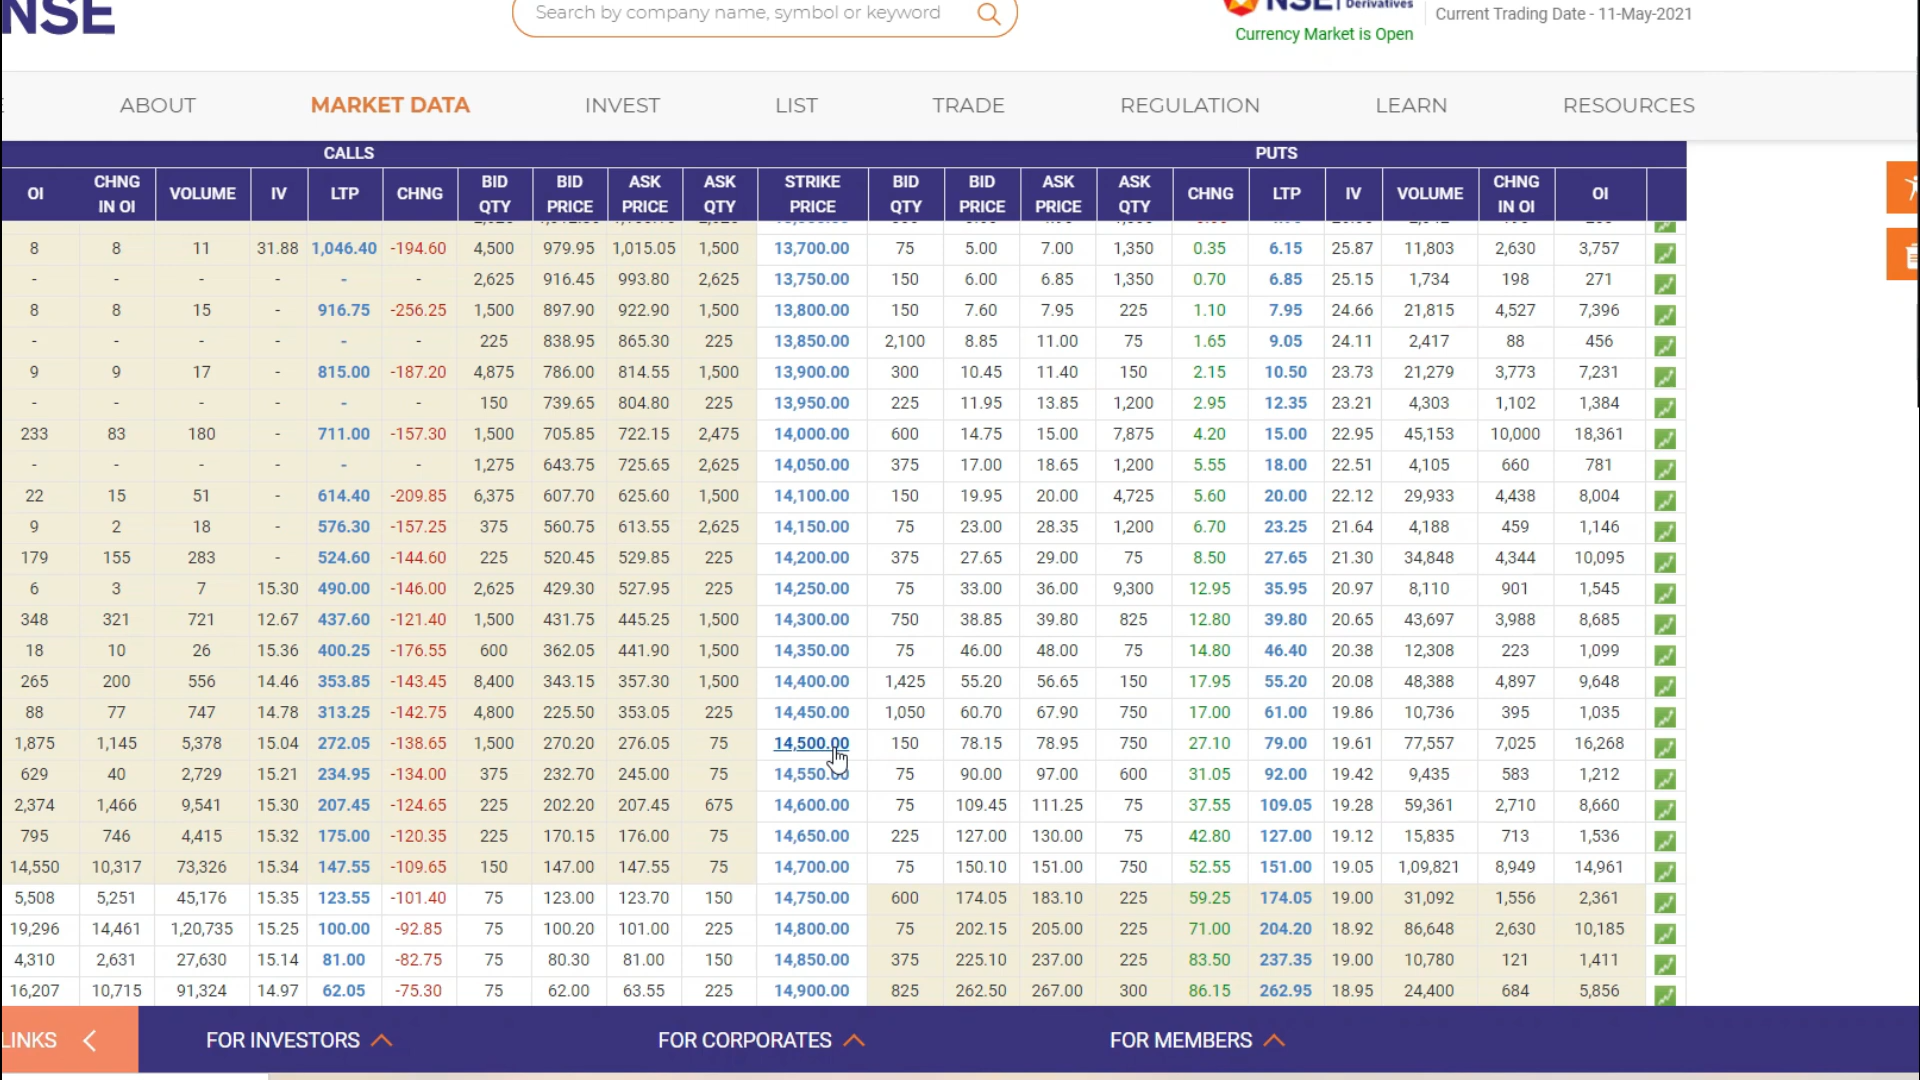 NSE Search by company name, symbol or keyword NSE Derivatives Current Trading Date - 11-May-2021
Currency Market is Open
ABOUT MARKET DATA INVEST LIST TRADE REGULATION LEARN RESOURCES
CALLS PUTS
OI CHNG IN OI VOLUME IV LTP CHNG BID QTY BID PRICE ASK PRICE ASK QTY STRIKE PRICE BID QTY BID PRICE ASK PRICE ASK QTY CHNG LTP IV VOLUME CHNG IN OI OI
8 8 11 31.88 1,046.40 -194.60 4,500 979.95 1,015.05 1,500 13,700.00 75 5.00 7.00 1,350 0.35 6.15 25.87 11,803 2,630 3,757
- - - - - - 2,625 916.45 993.80 2,625 13,750.00 150 6.00 6.85 1,350 0.70 6.85 25.15 1,734 198 271
8 8 15 - 916.75 -256.25 1,500 897.90 922.90 1,500 13,800.00 150 7.60 7.95 225 1.10 7.95 24.66 21,815 4,527 7,396
- - - - - - 225 838.95 865.30 225 13,850.00 2,100 8.85 11.00 75 1.65 9.05 24.11 2,417 88 456
9 9 17 - 815.00 -187.20 4,875 786.00 814.55 1,500 13,900.00 300 10.45 11.40 150 2.15 10.50 23.73 21,279 3,773 7,231
- - - - - - 150 739.65 804.80 225 13,950.00 225 11.95 13.85 1,200 2.95 12.35 23.21 4,303 1,102 1,384
233 83 180 - 711.00 -157.30 1,500 705.85 722.15 2,475 14,000.00 600 14.75 15.00 7,875 4.20 15.00 22.95 45,153 10,000 18,361
- - - - - - 1,275 643.75 725.65 2,625 14,050.00 375 17.00 18.65 1,200 5.55 18.00 22.51 4,105 660 781
22 15 51 - 614.40 -209.85 6,375 607.70 625.60 1,500 14,100.00 150 19.95 20.00 4,725 5.60 20.00 22.12 29,933 4,438 8,004
9 2 18 - 576.30 -157.25 375 560.75 613.55 2,625 14,150.00 75 23.00 28.35 1,200 6.70 23.25 21.64 4,188 459 1,146
179 155 283 - 524.60 -144.60 225 520.45 529.85 225 14,200.00 375 27.65 29.00 75 8.50 27.65 21.30 34,848 4,344 10,095
6 3 7 15.30 490.00 -146.00 2,625 429.30 527.95 225 14,250.00 75 33.00 36.00 9,300 12.95 35.95 20.97 8,110 901 1,545
348 321 721 12.67 437.60 -121.40 1,500 431.75 445.25 1,500 14,300.00 750 38.85 39.80 825 12.80 39.80 20.65 43,697 3,988 8,685
18 10 26 15.36 400.25 -176.55 600 362.05 441.90 1,500 14,350.00 75 46.00 48.00 75 14.80 46.40 20.38 12,308 223 1,099
265 200 556 14.46 353.85 -143.45 8,400 343.15 357.30 1,500 14,400.00 1,425 55.20 56.65 150 17.95 55.20 20.08 48,388 4,897 9,648
88 77 747 14.78 313.25 -142.75 4,800 225.50 353.05 225 14,450.00 1,050 60.70 67.90 750 17.00 61.00 19.86 10,736 395 1,035
1,875 1,145 5,378 15.04 272.05 -138.65 1,500 270.20 276.05 75 14,500.00 150 78.15 78.95 750 27.10 79.00 19.61 77,557 7,025 16,268
629 40 2,729 15.21 234.95 -134.00 375 232.70 245.00 75 14,550.00 75 90.00 97.00 600 31.05 92.00 19.42 9,435 583 1,212
2,374 1,466 9,541 15.30 207.45 -124.65 225 202.20 207.45 675 14,600.00 75 109.45 111.25 75 37.55 109.05 19.28 59,361 2,710 8,660
795 746 4,415 15.32 175.00 -120.35 225 170.15 176.00 75 14,650.00 225 127.00 130.00 75 42.80 127.00 19.12 15,835 713 1,536
14,550 10,317 73,326 15.34 147.55 -109.65 150 147.00 147.55 75 14,700.00 75 150.10 151.00 750 52.55 151.00 19.05 1,09,821 8,949 14,961
5,508 5,251 45,176 15.35 123.55 -101.40 75 123.00 123.70 150 14,750.00 600 174.05 183.10 225 59.25 174.05 19.00 31,092 1,556 2,361
19,296 14,461 1,20,735 15.25 100.00 -92.85 75 100.20 101.00 225 14,800.00 75 202.15 205.00 225 71.00 204.20 18.92 86,648 2,630 10,185
4,310 2,631 27,630 15.14 81.00 -82.75 75 80.30 81.00 150 14,850.00 375 225.10 237.00 225 83.50 237.35 19.00 10,780 121 1,411
16,207 10,715 91,324 14.97 62.05 -75.30 75 62.00 63.55 225 14,900.00 825 262.50 267.00 300 86.15 262.95 18.95 24,400 684 5,856
LINKS FOR INVESTORS FOR CORPORATES FOR MEMBERS